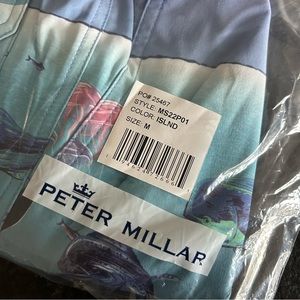 PO# 25467
STYLE: MS22P01
COLOR: ISLND
SIZE: M
PETER MILLAR